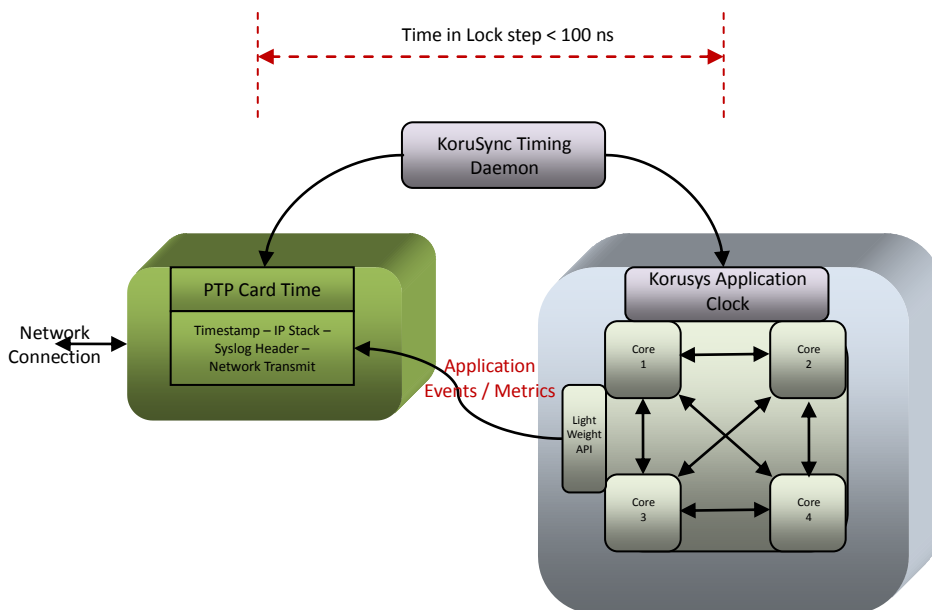 Time in Lock step < 100 ns
KoruSync Timing
Daemon
PTP Card Time
Korusys Application
Clock
Timestamp – IP Stack –
Syslog Header –
Network Transmit
Network
Connection
Application
Events / Metrics
Core
1
Core
2
Light
Weight
API
Core
3
Core
4